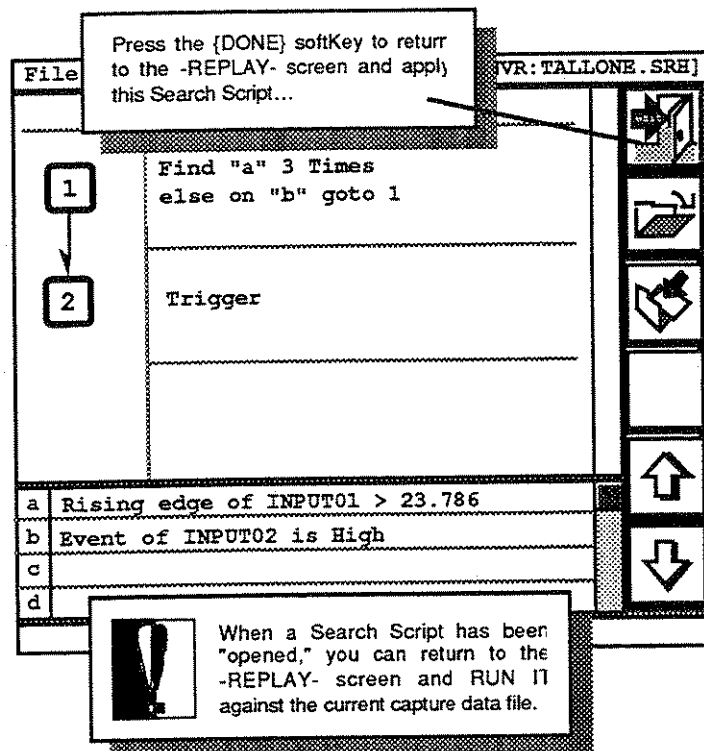 Press the {DONE} softKey to return
to the -REPLAY- screen and apply
this Search Script...
File
VR:TALLONE.SRH]
1
Find "a" 3 Times
else on "b" goto 1
2
Trigger
a Rising edge of INPUT01 > 23.786
b Event of INPUT02 is High
c
d
When a Search Script has been
"opened," you can return to the
-REPLAY- screen and RUN IT
against the current capture data file.